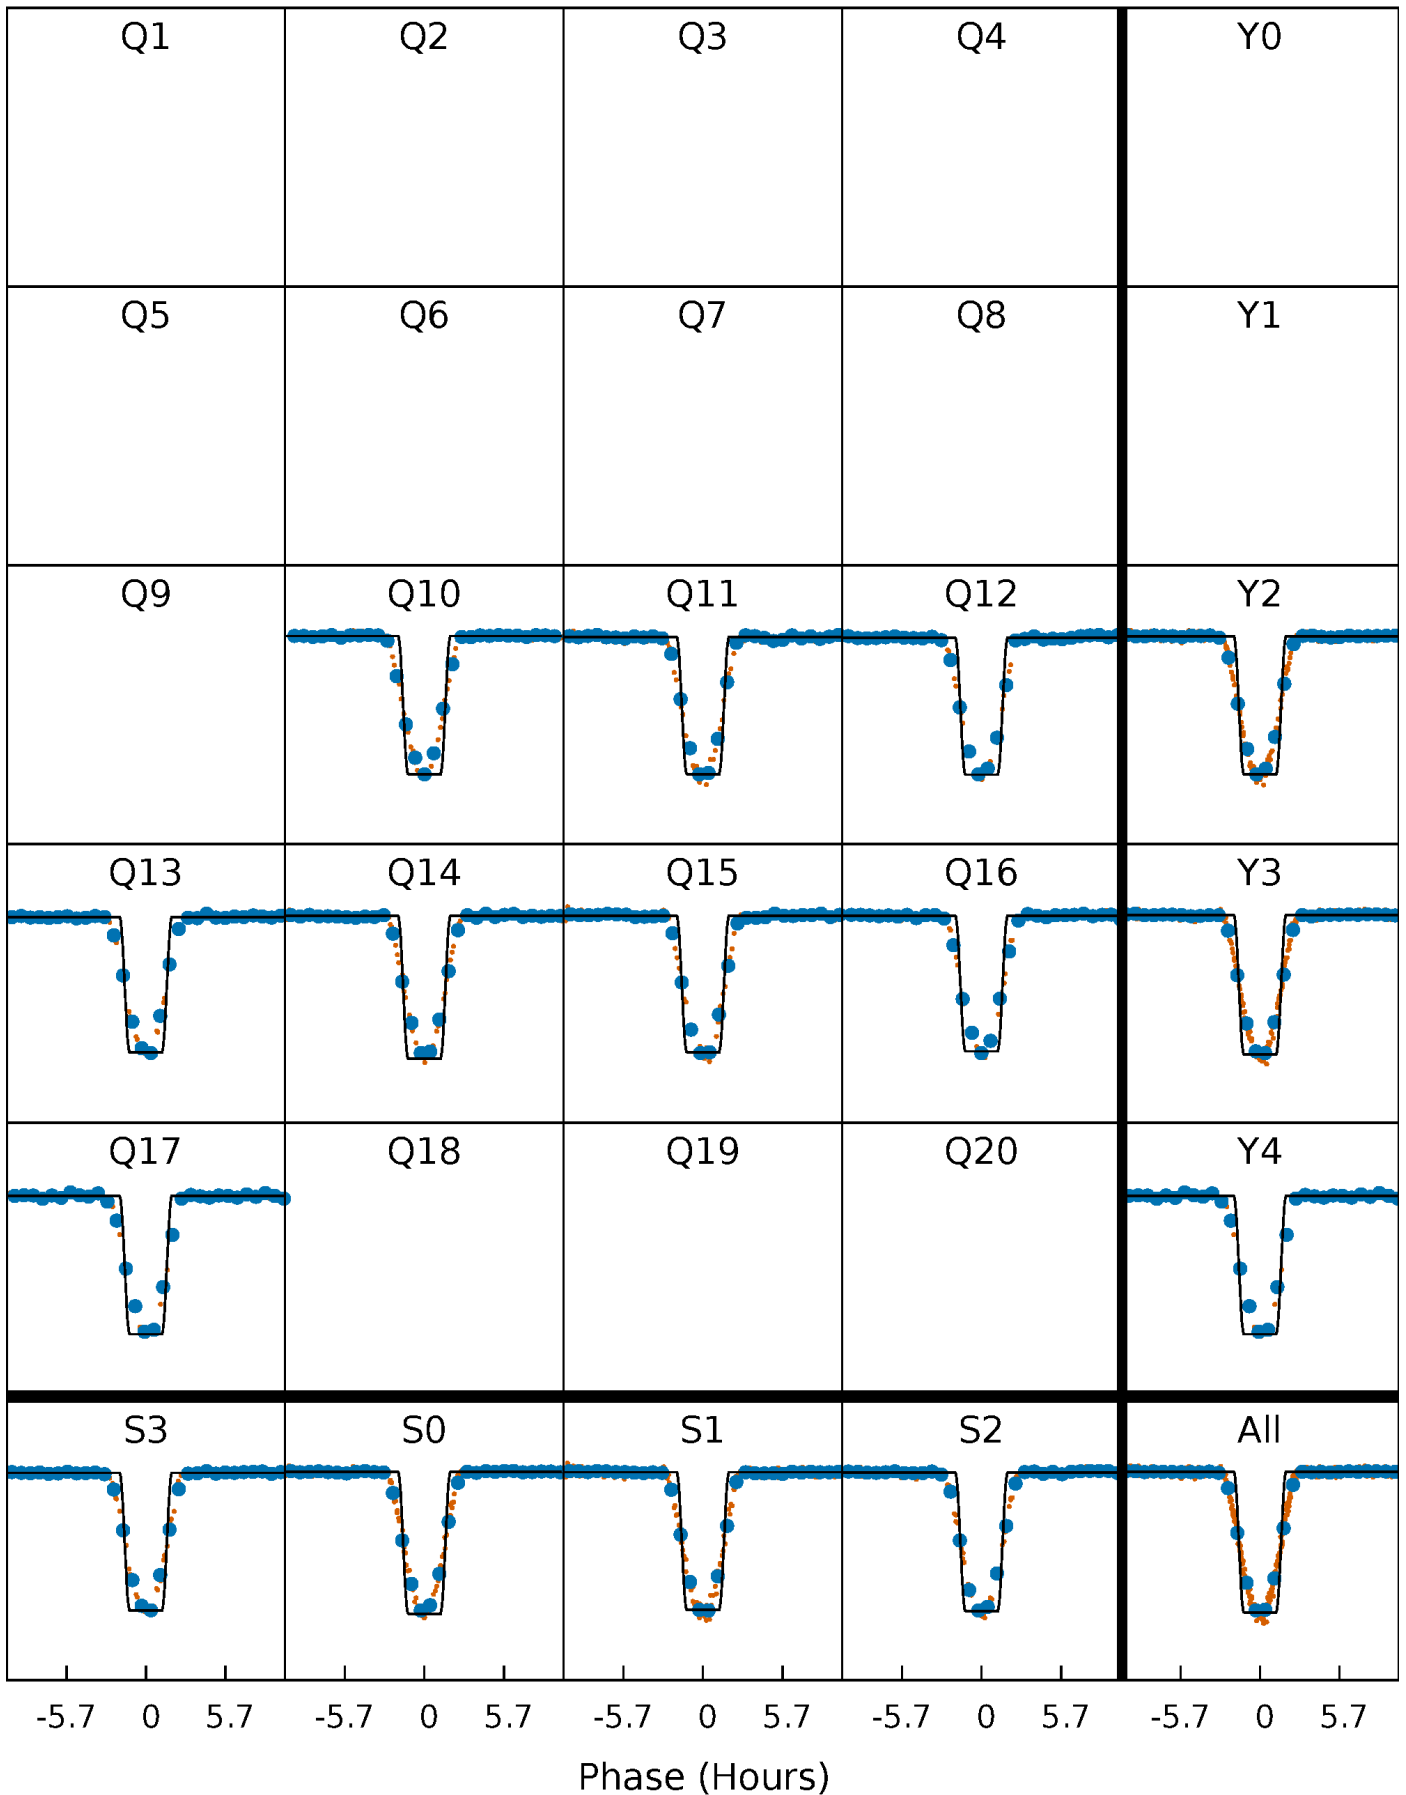 Q1 Q2 Q3 Q4 Y0
Q5 Q6 Q7 Q8 Y1
Q9 Q10 Q11 Q12 Y2
Q13 Q14 Q15 Q16 Y3
Q17 Q18 Q19 Q20 Y4
S3 S0 S1 S2 All
-5.7 0 5.7 -5.7 0 5.7 -5.7 0 5.7 -5.7 0 5.7 -5.7 0 5.7
Phase (Hours)